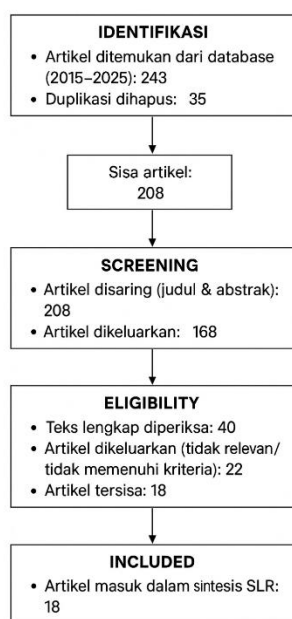 IDENTIFIKASI
• Artikel ditemukan dari database
(2015–2025): 243
• Duplikasi dihapus: 35
Sisa artikel:
208
SCREENING
• Artikel disaring (judul & abstrak):
208
• Artikel dikeluarkan: 168
ELIGIBILITY
• Teks lengkap diperiksa: 40
• Artikel dikeluarkan (tidak relevan/
tidak memenuhi kriteria): 22
• Artikel tersisa: 18
INCLUDED
• Artikel masuk dalam sintesis SLR:
18